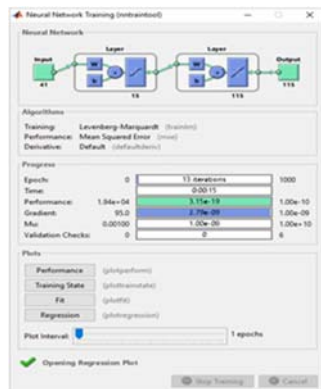 Neural Network Training (nntraintool)
Neural Network
Layer Layer
Input Output
W W
b b
41 115
15 115
Algorithms
Training: Levenberg-Marquardt (trainlm)
Performance: Mean Squared Error (mse)
Derivative: Default (defaultderiv)
Progress
Epoch: 0 13 iterations 1000
Time: 0:00:15
Performance: 1.84e+04 3.15e-19 1.00e-10
Gradient: 95.0 2.79e-09 1.00e-09
Mu: 0.00100 1.00e-09 1.00e+10
Validation Checks: 0 0 6
Plots
Performance (plotperform)
Training State (plottrainstate)
Fit (plotfit)
Regression (plotregression)
Plot Interval: 1 epochs
Opening Regression Plot
Stop Training Cancel